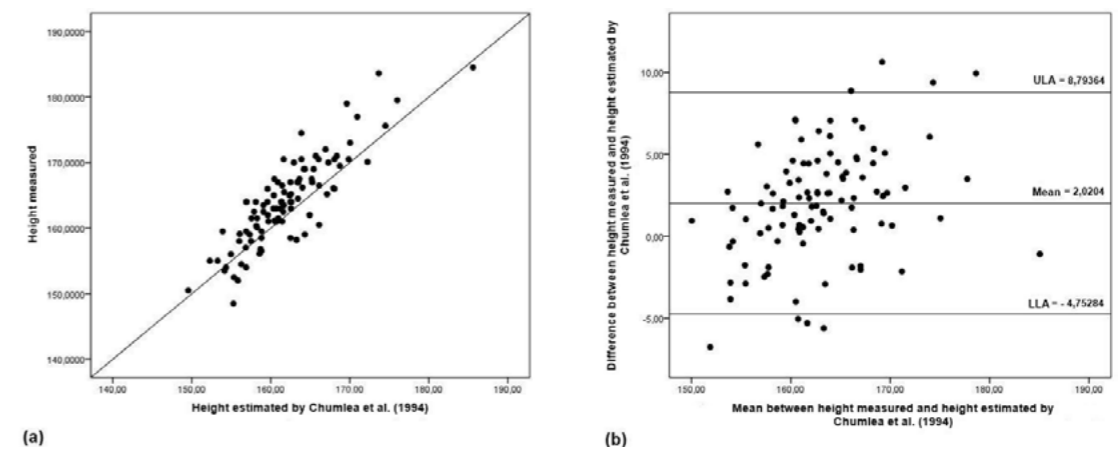 190,0000
180,0000
170,0000
160,0000
150,0000
140,0000
Height measured
140,00 150,00 160,00 170,00 180,00 190,00
Height estimated by Chumlea et al. (1994)
(a)
Difference between height measured and height estimated by
Chumlea et al. (1994)
10,00
5,00
0,00
-5,00
ULA = 8,79364
Mean = 2,0204
LLA = - 4,75284
150,00 160,00 170,00 180,00 190,00
Mean between height measured and height estimated by
Chumlea et al. (1994)
(b)